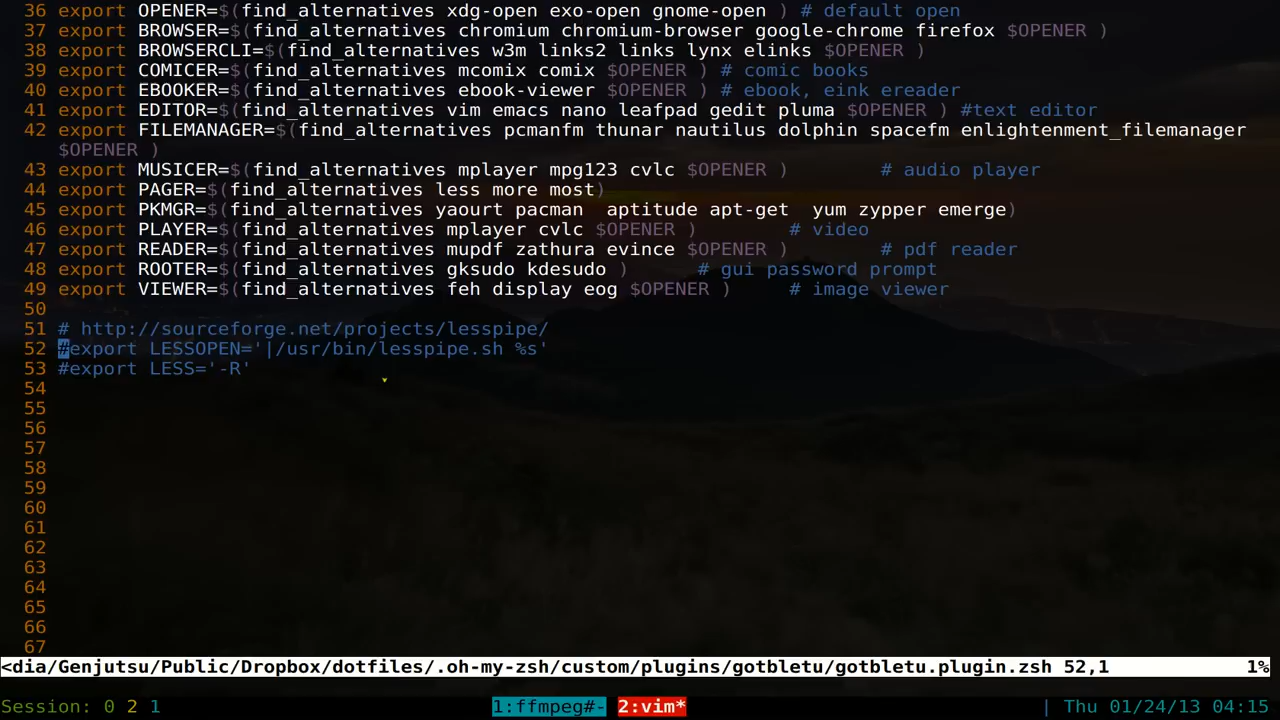 36 export OPENER=$(find_alternatives xdg-open exo-open gnome-open ) # default open
37 export BROWSER=$(find_alternatives chromium chromium-browser google-chrome firefox $OPENER )
38 export BROWSERCLI=$(find_alternatives w3m links2 links lynx elinks $OPENER )
39 export COMICER=$(find_alternatives mcomix comix $OPENER ) # comic books
40 export EBOOKER=$(find_alternatives ebook-viewer $OPENER ) # ebook, eink ereader
41 export EDITOR=$(find_alternatives vim emacs nano leafpad gedit pluma $OPENER ) #text editor
42 export FILEMANAGER=$(find_alternatives pcmanfm thunar nautilus dolphin spacefm enlightenment_filemanager
$OPENER )
43 export MUSICER=$(find_alternatives mplayer mpg123 cvlc $OPENER ) # audio player
44 export PAGER=$(find_alternatives less more most)
45 export PKMGR=$(find_alternatives yaourt pacman  aptitude apt-get  yum zypper emerge)
46 export PLAYER=$(find_alternatives mplayer cvlc $OPENER ) # video
47 export READER=$(find_alternatives mupdf zathura evince $OPENER ) # pdf reader
48 export ROOTER=$(find_alternatives gksudo kdesudo ) # gui password prompt
49 export VIEWER=$(find_alternatives feh display eog $OPENER ) # image viewer
50
51 # http://sourceforge.net/projects/lesspipe/
52 #export LESSOPEN='|/usr/bin/lesspipe.sh %s'
53 #export LESS='-R'
54
55
56
57
58
59
60
61
62
63
64
65
66
67
<dia/Genjutsu/Public/Dropbox/dotfiles/.oh-my-zsh/custom/plugins/gotbletu/gotbletu.plugin.zsh 52,1 1%
Session: 0 2 1 1:ffmpeg#- 2:vim* | Thu 01/24/13 04:15